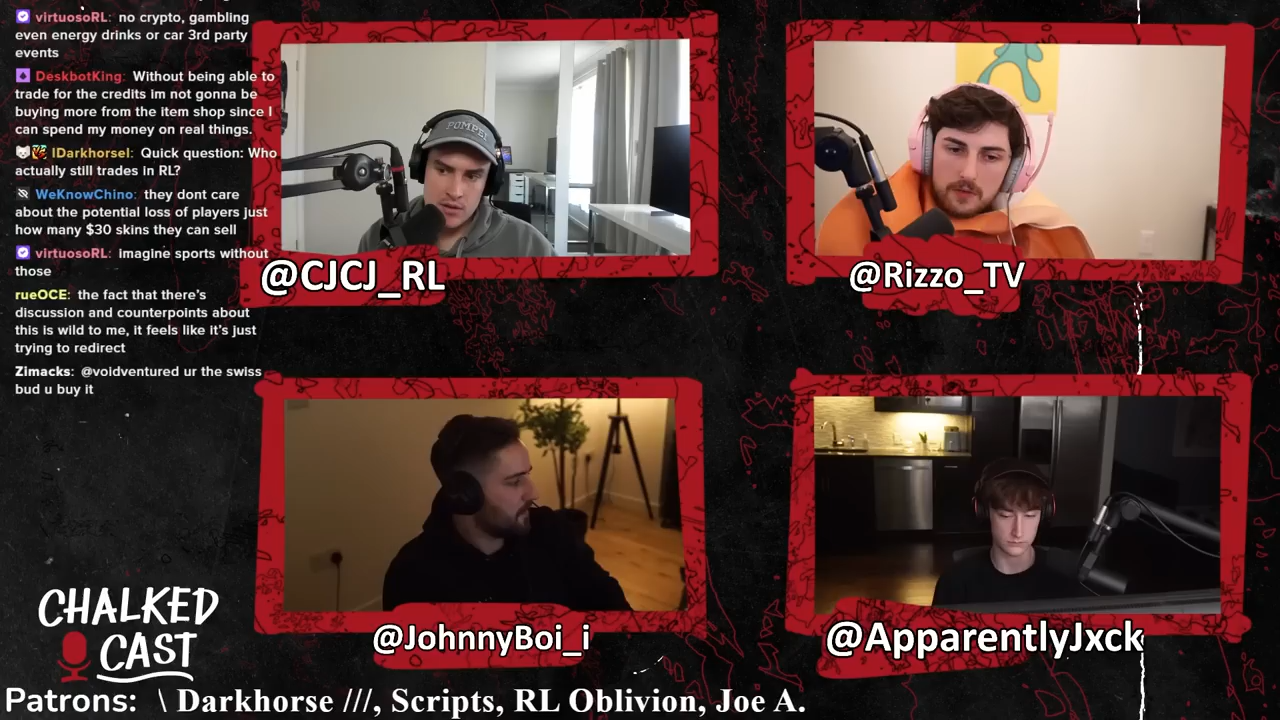 virtuosoRL: no crypto, gambling
even energy drinks or car 3rd party
events
DeskbotKing: Without being able to
trade for the credits im not gonna be
buying more from the item shop since I
can spend my money on real things.
IDarkhorseI: Quick question: Who
actually still trades in RL?
WeKnowChino: they dont care
about the potential loss of players just
how many $30 skins they can sell
virtuosoRL: imagine sports without
those
rueOCE: the fact that there's
discussion and counterpoints about
this is wild to me, it feels like it's just
trying to redirect
Zimacks: @voidventured ur the swiss
bud u buy it
POMPEI
@CJCJ_RL
@Rizzo_TV
@JohnnyBoi_i
@ApparentlyJxck
CHALKED
CAST
Patrons: \ Darkhorse ///, Scripts, RL Oblivion, Joe A.